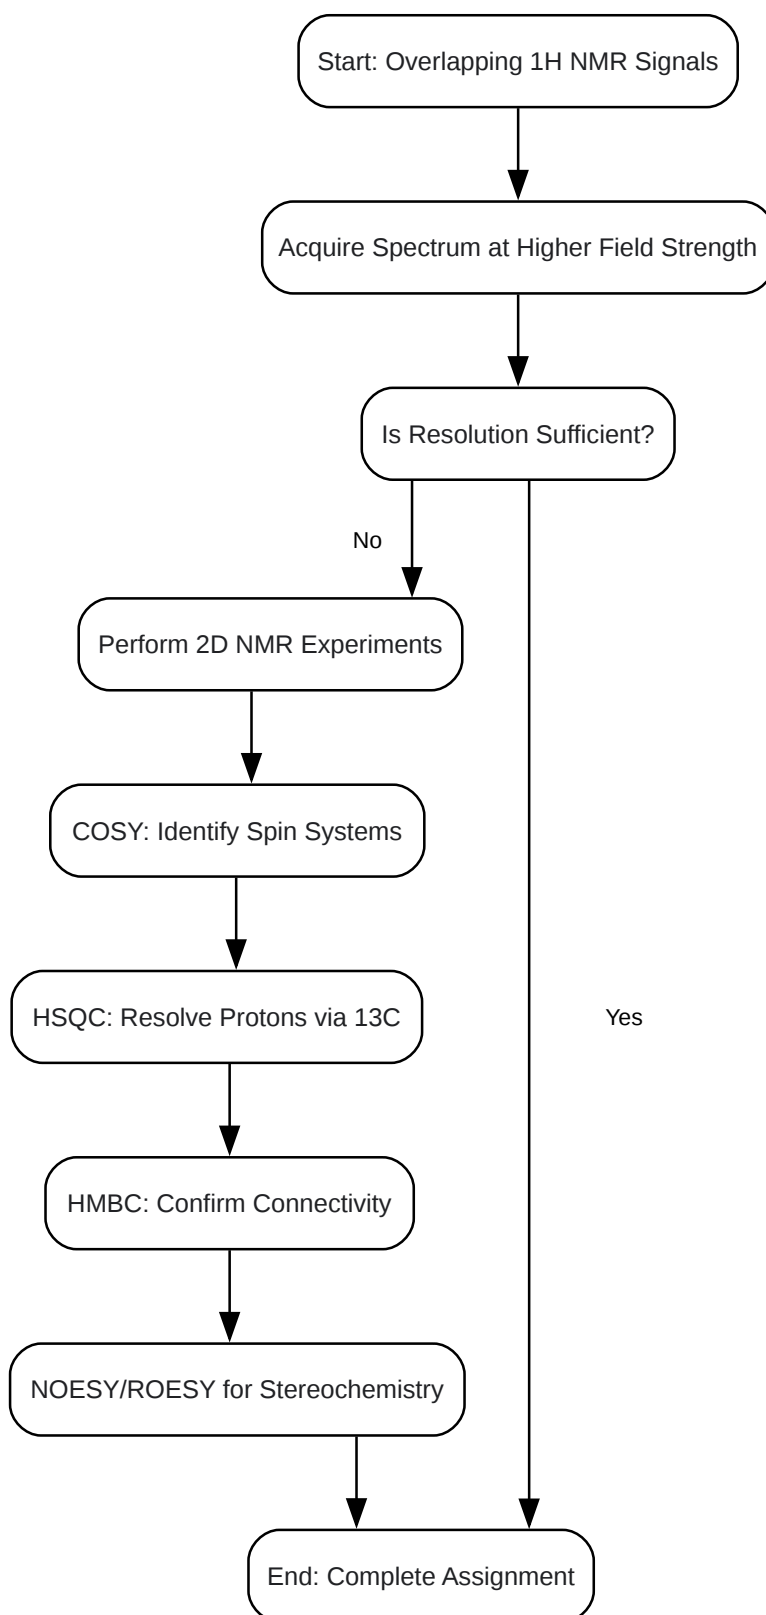 Start: Overlapping 1H NMR Signals
Acquire Spectrum at Higher Field Strength
Is Resolution Sufficient?
No
Perform 2D NMR Experiments
COSY: Identify Spin Systems
HSQC: Resolve Protons via 13C
Yes
HMBC: Confirm Connectivity
NOESY/ROESY for Stereochemistry
End: Complete Assignment